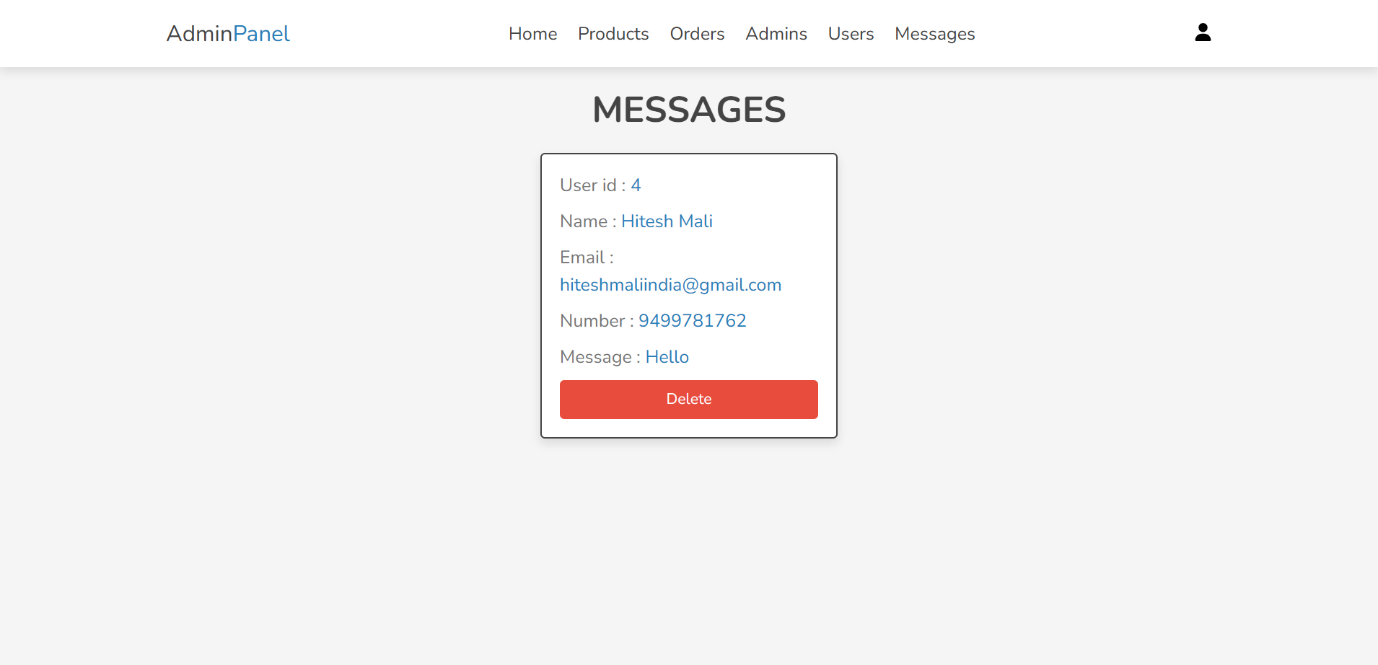 AdminPanel
Home Products Orders Admins Users Messages
MESSAGES
User id : 4
Name : Hitesh Mali
Email :
hiteshmaliindia@gmail.com
Number : 9499781762
Message : Hello
Delete